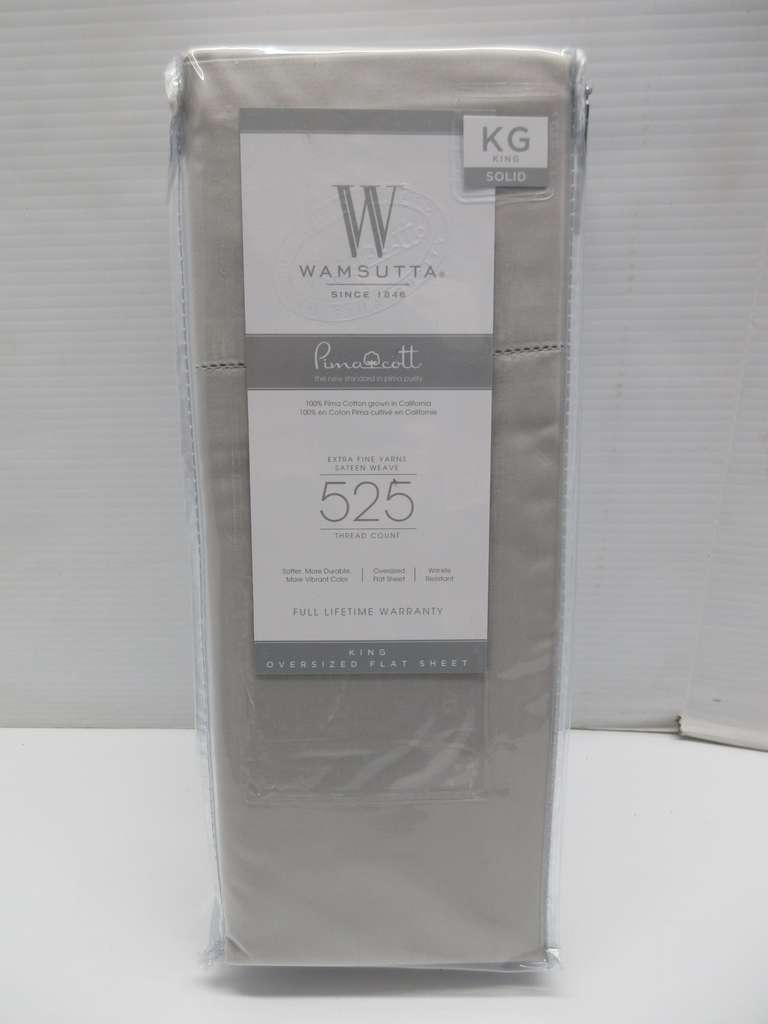 KG
KING
SOLID
W
WAMSUTTA®
SINCE 1846
Pimacott
the new standard in pima purity
100% Pima Cotton grown in California
100% en Coton Pima cultivé en Californie
EXTRA FINE YARNS
SATEEN WEAVE
525
THREAD COUNT
Softer, More Durable, More Vibrant Color
Oversized Flat Sheet
Wrinkle Resistant
FULL LIFETIME WARRANTY
KING
OVERSIZED FLAT SHEET